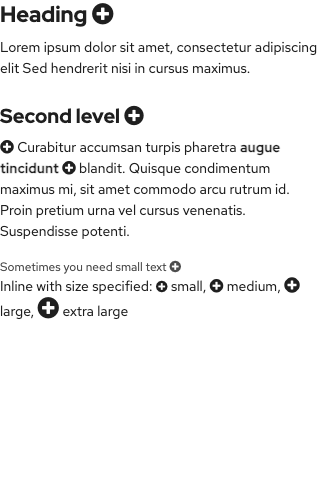 Heading
Lorem ipsum dolor sit amet, consectetur adipiscing
elit Sed hendrerit nisi in cursus maximus.
Second level
Curabitur accumsan turpis pharetra augue
tincidunt blandit. Quisque condimentum
maximus mi, sit amet commodo arcu rutrum id.
Proin pretium urna vel cursus venenatis.
Suspendisse potenti.
Sometimes you need small text
Inline with size specified: small, medium,
large, extra large